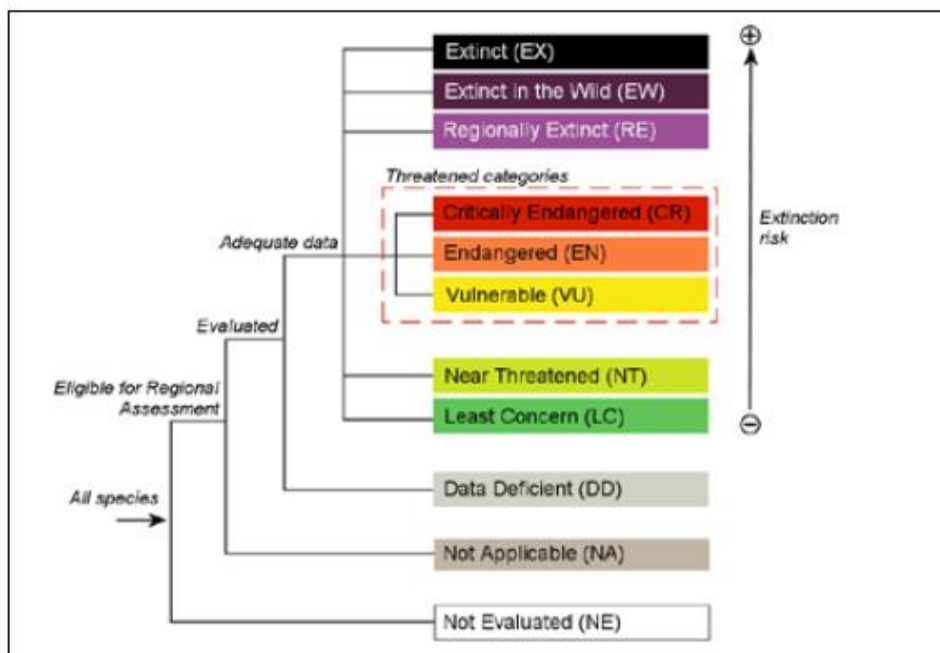 Extinct (EX)
Extinct in the Wild (EW)
Regionally Extinct (RE)
Threatened categories
Critically Endangered (CR)
Adequate data
Endangered (EN)
Extinction
risk
Vulnerable (VU)
Evaluated
Near Threatened (NT)
Eligible for Regional
Assessment
Least Concern (LC)
Data Deficient (DD)
All species
Not Applicable (NA)
Not Evaluated (NE)